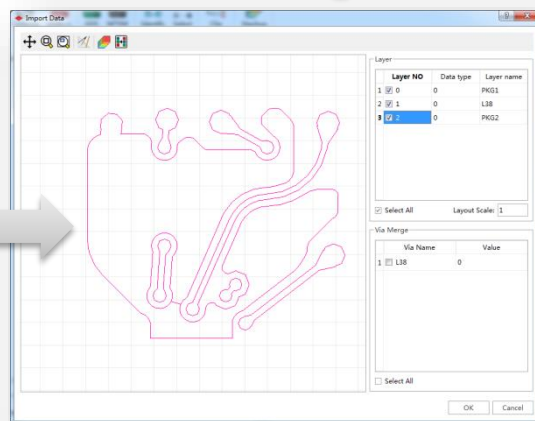 Import Data
Layer
Layer NO Data type Layer name
1 0 0 PKG1
2 1 0 L38
3 2 0 PKG2
Select All Layout Scale: 1
Via Merge
Via Name Value
1 L38 0
Select All
OK Cancel